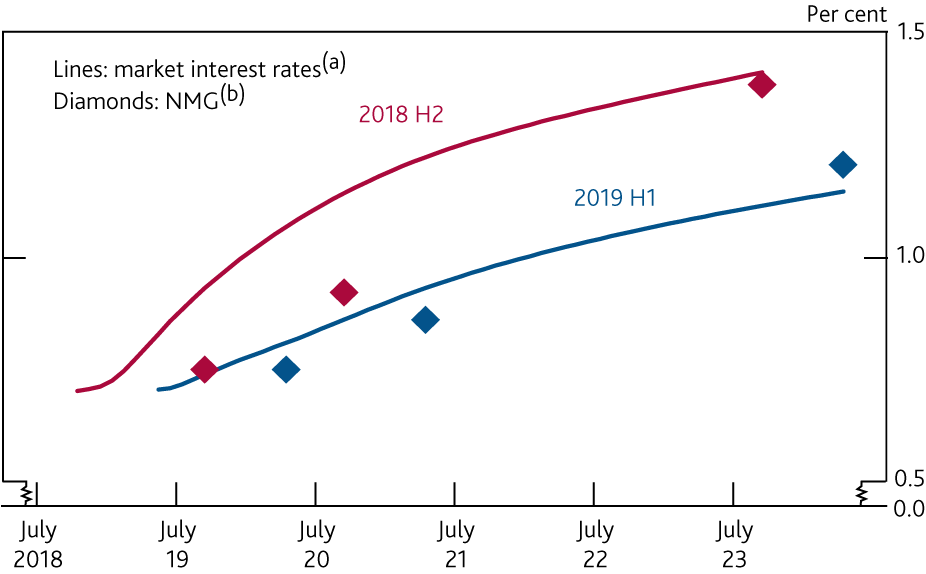 Per cent
1.5
Lines: market interest rates(a)
Diamonds: NMG(b)
2018 H2
2019 H1
1.0
0.5
0.0
July July July July July July
2018 19 20 21 22 23